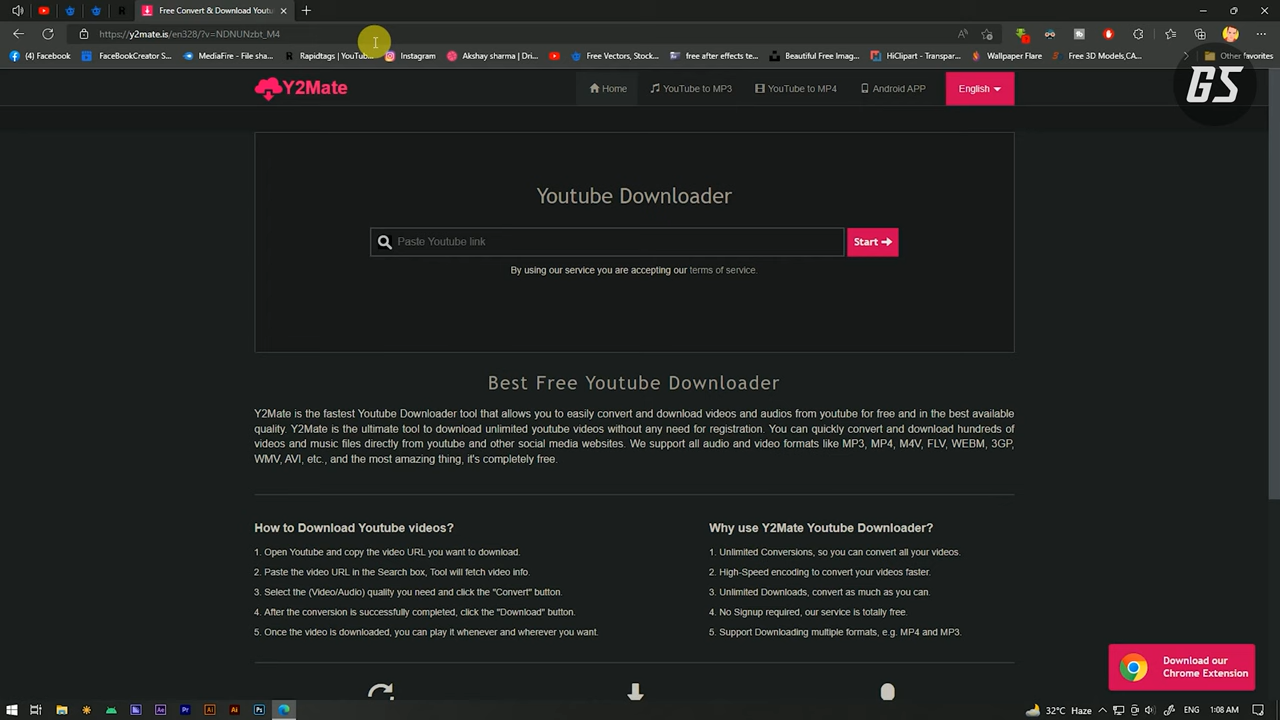 Free Convert & Download Youtu
https://y2mate.is/en328/?v=NDNUNzbt_M4
(4) Facebook
FaceBookCreator S...
MediaFire - File sha...
Rapidtags | YouTub...
Instagram
Akshay sharma | Dri...
Free Vectors, Stock...
free after effects te...
Beautiful Free Imag...
HiClipart - Transpar...
Wallpaper Flare
Free 3D Models,CA...
Other favorites
GS
Y2Mate
Home
YouTube to MP3
YouTube to MP4
Android APP
English
Youtube Downloader
Paste Youtube link
Start
By using our service you are accepting our terms of service.
Best Free Youtube Downloader
Y2Mate is the fastest Youtube Downloader tool that allows you to easily convert and download videos and audios from youtube for free and in the best available
quality. Y2Mate is the ultimate tool to download unlimited youtube videos without any need for registration. You can quickly convert and download hundreds of
videos and music files directly from youtube and other social media websites. We support all audio and video formats like MP3, MP4, M4V, FLV, WEBM, 3GP,
WMV, AVI, etc., and the most amazing thing, it's completely free.
How to Download Youtube videos?
1. Open Youtube and copy the video URL you want to download.
2. Paste the video URL in the Search box, Tool will fetch video info.
3. Select the (Video/Audio) quality you need and click the "Convert" button.
4. After the conversion is successfully completed, click the "Download" button.
5. Once the video is downloaded, you can play it whenever and wherever you want.
Why use Y2Mate Youtube Downloader?
1. Unlimited Conversions, so you can convert all your videos.
2. High-Speed encoding to convert your videos faster.
3. Unlimited Downloads, convert as much as you can.
4. No Signup required, our service is totally free.
5. Support Downloading multiple formats, e.g. MP4 and MP3.
Download our
Chrome Extension
Ae
Pr
Ai
Ai
Ps
32°C Haze
ENG
1:08 AM